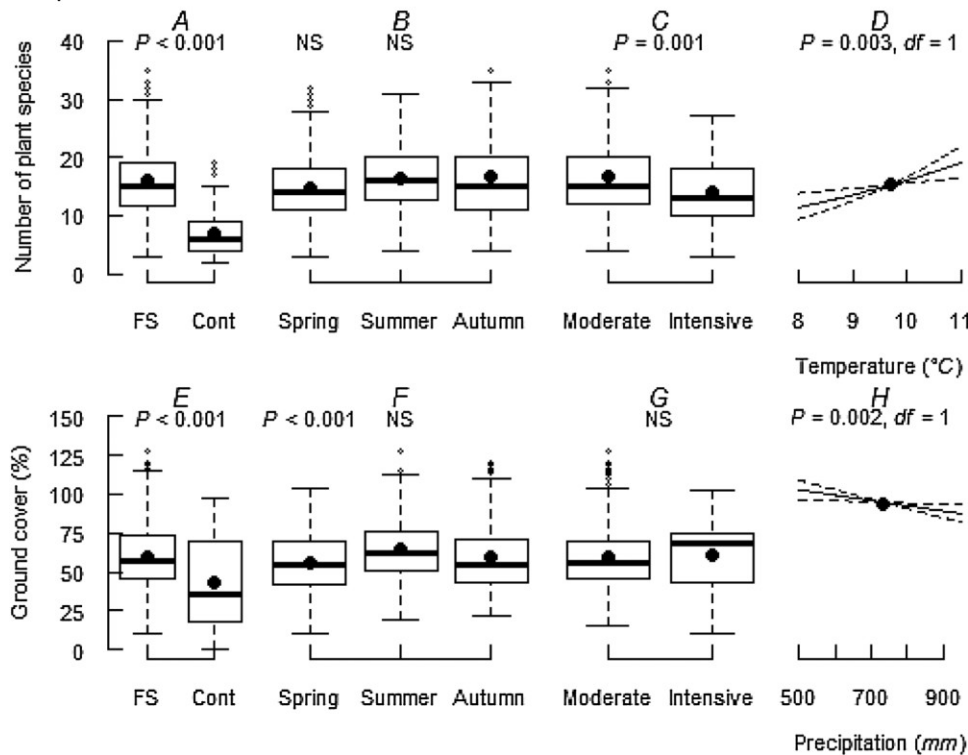 A B C D
P < 0.001 NS NS P = 0.001 P = 0.003, df = 1
Number of plant species
40
30
20
10
0
FS Cont Spring Summer Autumn Moderate Intensive 8 9 10 11
Temperature (°C)
E F G H
P < 0.001 P < 0.001 NS NS P = 0.002, df = 1
Ground cover (%)
150
125
100
75
50
25
0
FS Cont Spring Summer Autumn Moderate Intensive 500 700 900
Precipitation (mm)